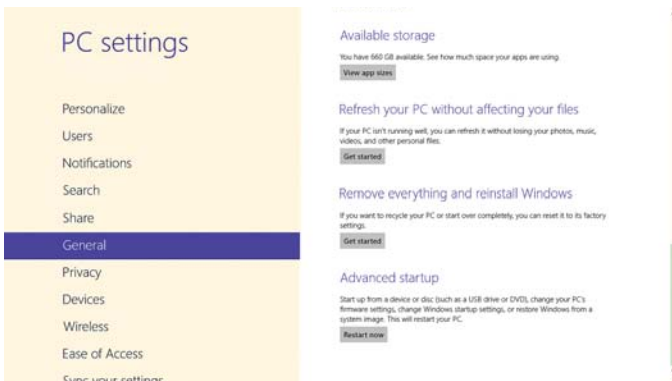 PC settings
Personalize
Users
Notifications
Search
Share
General
Privacy
Devices
Wireless
Ease of Access
Sync your settings
Available storage
You have 660 GB available. See how much space your apps are using.
View app sizes
Refresh your PC without affecting your files
If your PC isn't running well, you can refresh it without losing your photos, music,
videos, and other personal files.
Get started
Remove everything and reinstall Windows
If you want to recycle your PC or start over completely, you can reset it to its factory
settings.
Get started
Advanced startup
Start up from a device or disc (such as a USB drive or DVD), change your PC's
firmware settings, change Windows startup settings, or restore Windows from a
system image. This will restart your PC.
Restart now